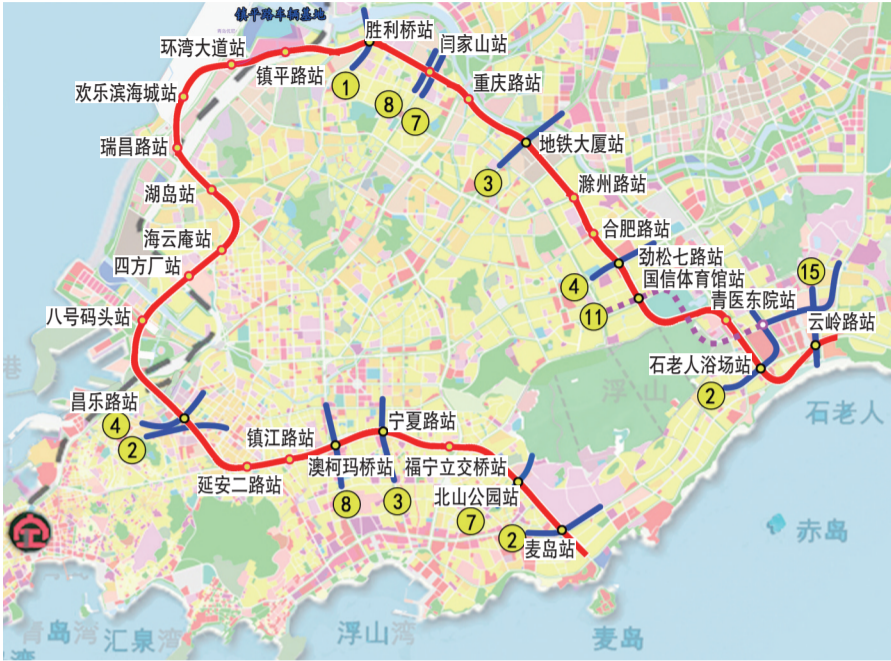 镇平路车辆基地
胜利桥站
环湾大道站
闫家山站
镇平路站
1
8
7
重庆路站
欢乐滨海城站
地铁大厦站
瑞昌路站
3
湖岛站
滁州路站
合肥路站
海云庵站
劲松七路站
四方厂站
国信体育馆站
4
15
11
青医东院站
八号码头站
云岭路站
港
石老人浴场站
浮山
2
昌乐路站
石老人
4
宁夏路站
2
镇江路站
澳柯玛桥站
福宁立交桥站
延安二路站
北山公园站
8
3
7
2
麦岛站
赤岛
青岛湾
汇泉湾
浮山湾
麦岛
湾